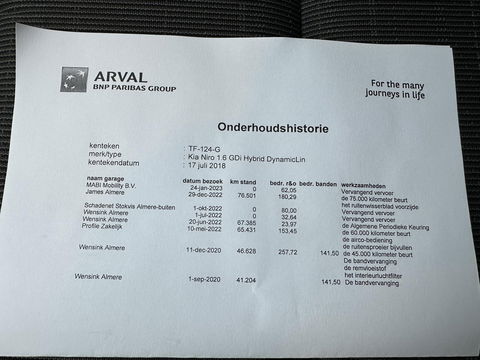 ARVAL
BNP PARIBAS GROUP
For the many
journeys in life
Onderhoudshistorie
kenteken : TF-124-G
merk/type : Kia Niro 1.6 GDi Hybrid DynamicLin
kentekendatum : 17 juli 2018
naam garage datum bezoek km stand bedr. r&o bedr. banden werkzaamheden
MABI Mobility B.V. 24-jan-2023 0 62,05 Vervangend vervoer
James Almere 29-dec-2022 76.501 180,29 de 75.000 kilometer beurt
het ruitenwisserblad voorzijde
Schadenet Stokvis Almere-buiten 1-okt-2022 0 80,00 Vervangend vervoer
Wensink Almere 1-jul-2022 0 32,64 Vervangend vervoer
Wensink Almere 20-jun-2022 67.385 23,97 de Algemene Periodieke Keuring
Profile Zakelijk 10-mei-2022 65.431 153,45 de 60.000 kilometer beurt
de airco-bediening
de ruitensproeier bijvullen
Wensink Almere 11-dec-2020 46.628 257,72 141,50 de 45.000 kilometer beurt
De bandvervanging
de remvloeistof
het interieurluchtfilter
Wensink Almere 1-sep-2020 41.204 141,50 De bandvervanging